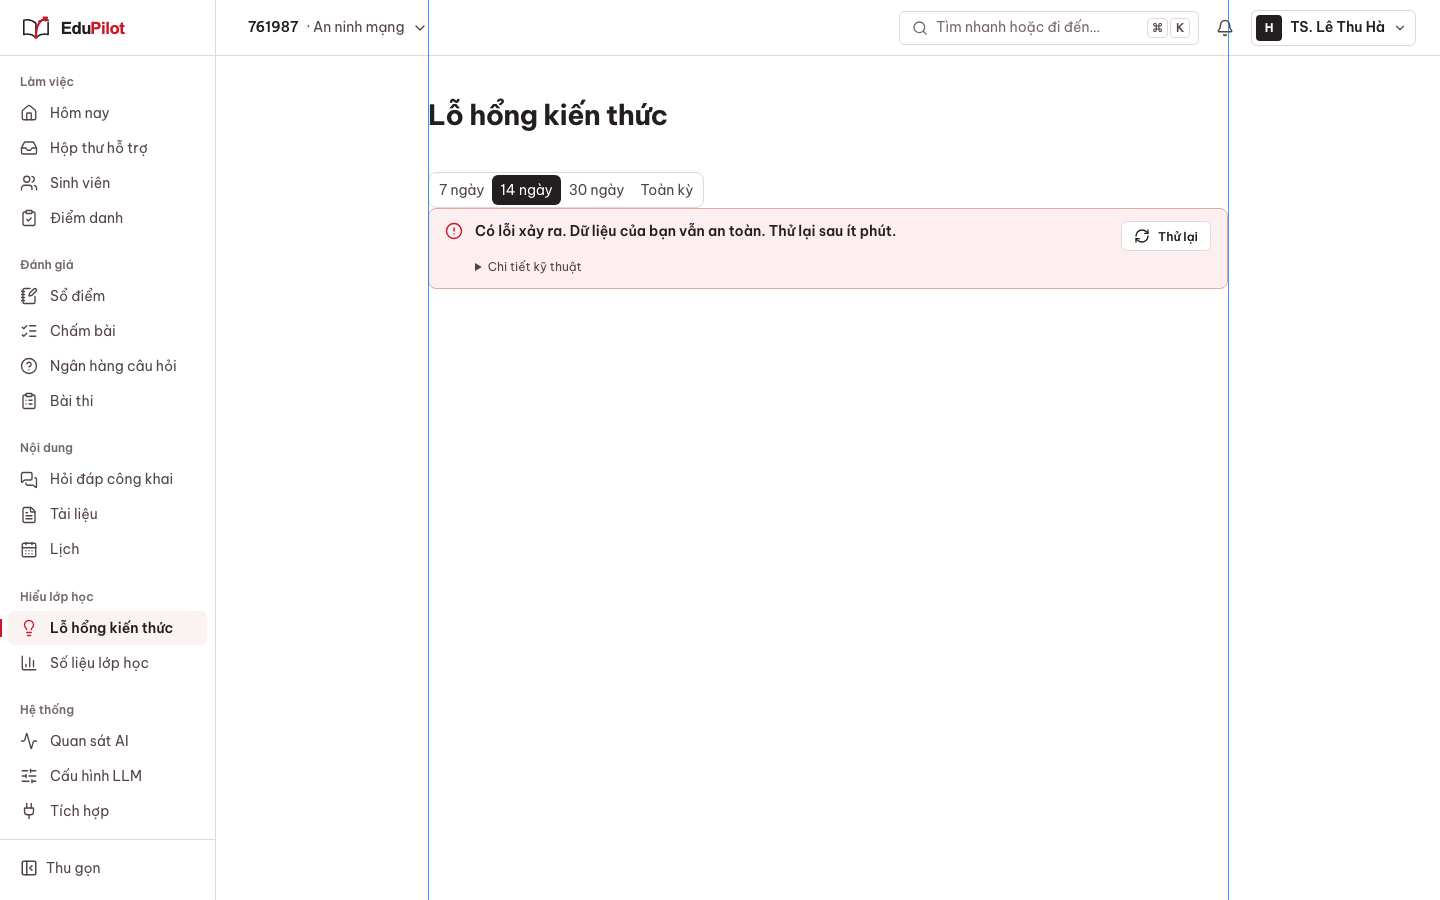 EduPilot
761987 · An ninh mạng
Tìm nhanh hoặc đi đến...
⌘ K
H
TS. Lê Thu Hà
Làm việc
Hôm nay
Hộp thư hỗ trợ
Sinh viên
Điểm danh
Đánh giá
Sổ điểm
Chấm bài
Ngân hàng câu hỏi
Bài thi
Nội dung
Hỏi đáp công khai
Tài liệu
Lịch
Hiểu lớp học
Lỗ hổng kiến thức
Số liệu lớp học
Hệ thống
Quan sát AI
Cấu hình LLM
Tích hợp
Thu gọn
Lỗ hổng kiến thức
7 ngày 14 ngày 30 ngày Toàn kỳ
Có lỗi xảy ra. Dữ liệu của bạn vẫn an toàn. Thử lại sau ít phút.
Thử lại
Chi tiết kỹ thuật